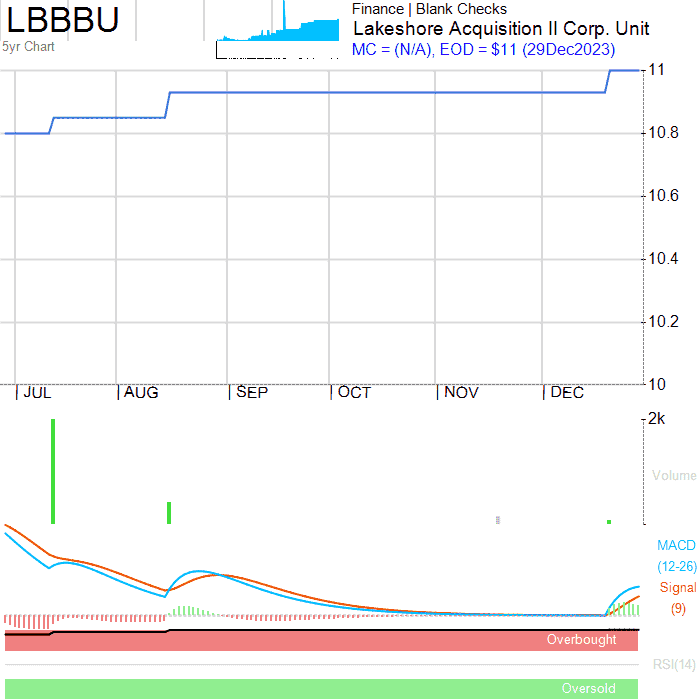 LBBBU
5yr Chart
Finance | Blank Checks
Lakeshore Acquisition II Corp. Unit
MC = (N/A), EOD = $11 (29Dec2023)
11
10.8
10.6
10.4
10.2
10
JUL AUG SEP OCT NOV DEC
2k
Volume
MACD
(12-26)
Signal
(9)
Overbought
RSI(14)
Oversold